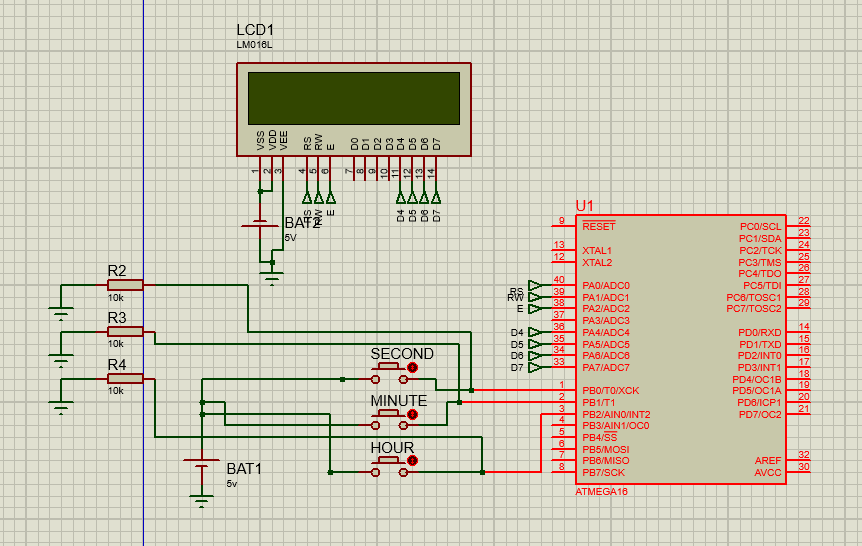 LCD1
LM016L
VSS
VDD
VEE
RS
RW
E
D0
D1
D2
D3
D4
D5
D6
D7
1
2
3
4
5
6
7
8
9
10
11
12
13
14
RS
RW
E
D4
D5
D6
D7
BAT2
5V
R2
10k
R3
10k
R4
10k
SECOND
MINUTE
HOUR
BAT1
5v
U1
9 RESET PC0/SCL 22
PC1/SDA 23
13 XTAL1 PC2/TCK 24
12 XTAL2 PC3/TMS 25
PC4/TDO 26
RS 40 PA0/ADC0 PC5/TDI 27
RW 39 PA1/ADC1 PC6/TOSC1 28
E 38 PA2/ADC2 PC7/TOSC2 29
37 PA3/ADC3
D4 36 PA4/ADC4 PD0/RXD 14
D5 35 PA5/ADC5 PD1/TXD 15
D6 34 PA6/ADC6 PD2/INT0 16
D7 33 PA7/ADC7 PD3/INT1 17
PD4/OC1B 18
1 PB0/T0/XCK PD5/OC1A 19
2 PB1/T1 PD6/ICP1 20
3 PB2/AIN0/INT2 PD7/OC2 21
4 PB3/AIN1/OC0
5 PB4/SS
6 PB5/MOSI
7 PB6/MISO AREF 32
8 PB7/SCK AVCC 30
ATMEGA16